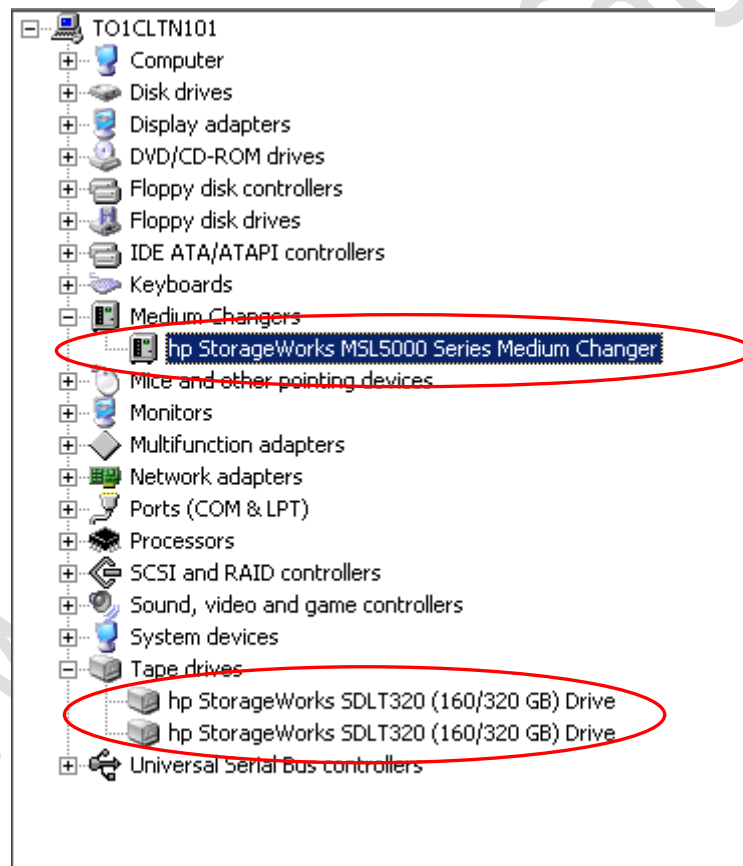 TO1CLTN101
Computer
Disk drives
Display adapters
DVD/CD-ROM drives
Floppy disk controllers
Floppy disk drives
IDE ATA/ATAPI controllers
Keyboards
Medium Changers
hp StorageWorks MSL5000 Series Medium Changer
Mice and other pointing devices
Monitors
Multifunction adapters
Network adapters
Ports (COM & LPT)
Processors
SCSI and RAID controllers
Sound, video and game controllers
System devices
Tape drives
hp StorageWorks SDLT320 (160/320 GB) Drive
hp StorageWorks SDLT320 (160/320 GB) Drive
Universal Serial Bus controllers